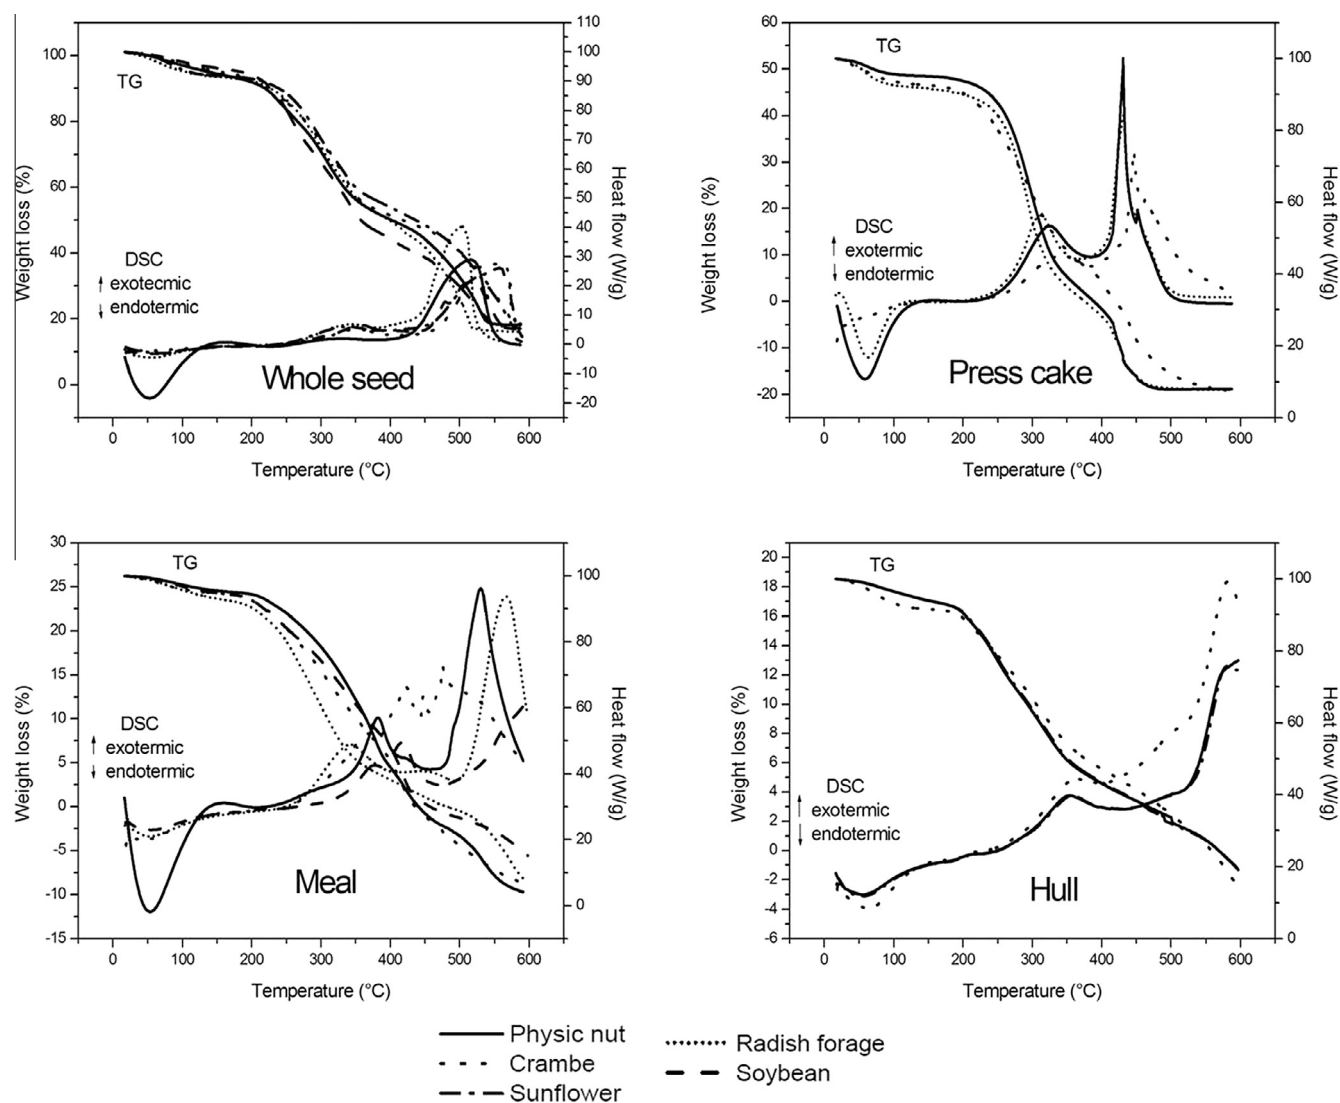 TG
DSC
exotecmic
endotermic
Whole seed
Weight loss (%)
100
80
60
40
20
0
110
100
90
80
70
60
50
40
30
20
10
0
-10
-20
Heat flow (W/g)
0 100 200 300 400 500 600
Temperature (°C)
TG
DSC
exotermic
endotermic
Press cake
Weight loss (%)
60
50
40
30
20
10
0
-10
-20
100
80
60
40
20
0
Heat flow (W/g)
0 100 200 300 400 500 600
Temperature (°C)
TG
DSC
exotermic
endotermic
Meal
Weight loss (%)
30
25
20
15
10
5
0
-5
-10
-15
100
80
60
40
20
0
Heat flow (W/g)
0 100 200 300 400 500 600
Temperature (°C)
TG
DSC
exotermic
endotermic
Hull
Weight loss (%)
20
18
16
14
12
10
8
6
4
2
0
-2
-4
-6
100
80
60
40
20
0
Heat flow (W/g)
0 100 200 300 400 500 600
Temperature (°C)
Physic nut
Crambe
Sunflower
Radish forage
Soybean